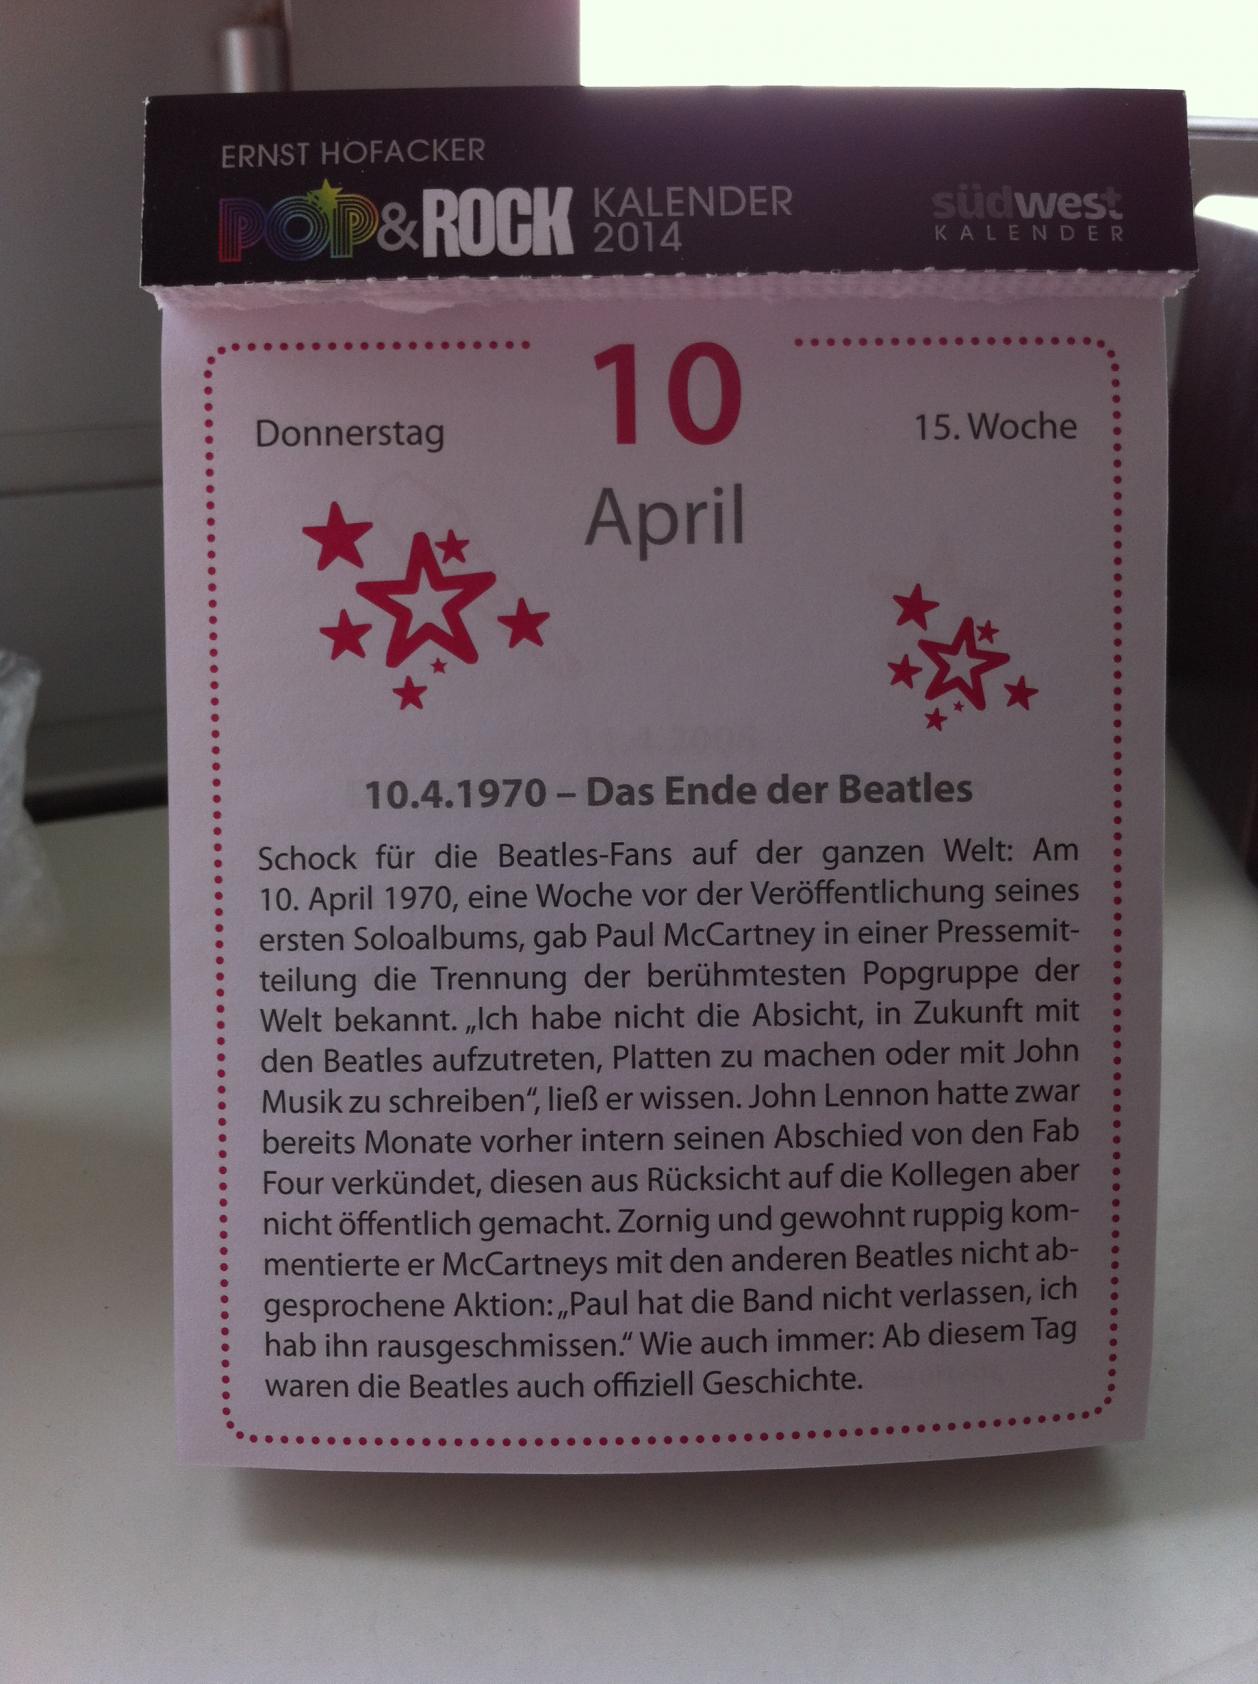 ERNST HOFACKER
POP&ROCK KALENDER 2014
südwest
KALENDER
10
Donnerstag
15. Woche
April
10.4.1970 – Das Ende der Beatles
Schock für die Beatles-Fans auf der ganzen Welt: Am
10. April 1970, eine Woche vor der Veröffentlichung seines
ersten Soloalbums, gab Paul McCartney in einer Pressemit-
teilung die Trennung der berühmtesten Popgruppe der
Welt bekannt. „Ich habe nicht die Absicht, in Zukunft mit
den Beatles aufzutreten, Platten zu machen oder mit John
Musik zu schreiben“, ließ er wissen. John Lennon hatte zwar
bereits Monate vorher intern seinen Abschied von den Fab
Four verkündet, diesen aus Rücksicht auf die Kollegen aber
nicht öffentlich gemacht. Zornig und gewohnt ruppig kom-
mentierte er McCartneys mit den anderen Beatles nicht ab-
gesprochene Aktion: „Paul hat die Band nicht verlassen, ich
hab ihn rausgeschmissen.“ Wie auch immer: Ab diesem Tag
waren die Beatles auch offiziell Geschichte.